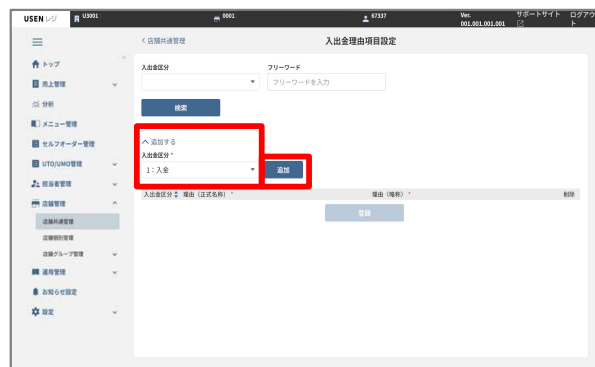 USEN レジ U3001 0001 67337 Ver. 001.001.001.001 サポートサイト ログアウト
< 店舗共通管理 入出金理由項目設定
トップ
売上管理
分析
メニュー管理
セルフオーダー管理
UTO/UMO管理
担当者管理
店舗管理
店舗共通管理
店舗個別管理
店舗グループ管理
運用管理
お知らせ設定
設定
入出金区分 フリーワード
フリーワードを入力
検索
追加する
入出金区分 *
1：入金 追加
入出金区分 理由（正式名称） * 理由（略称） * 削除
登録